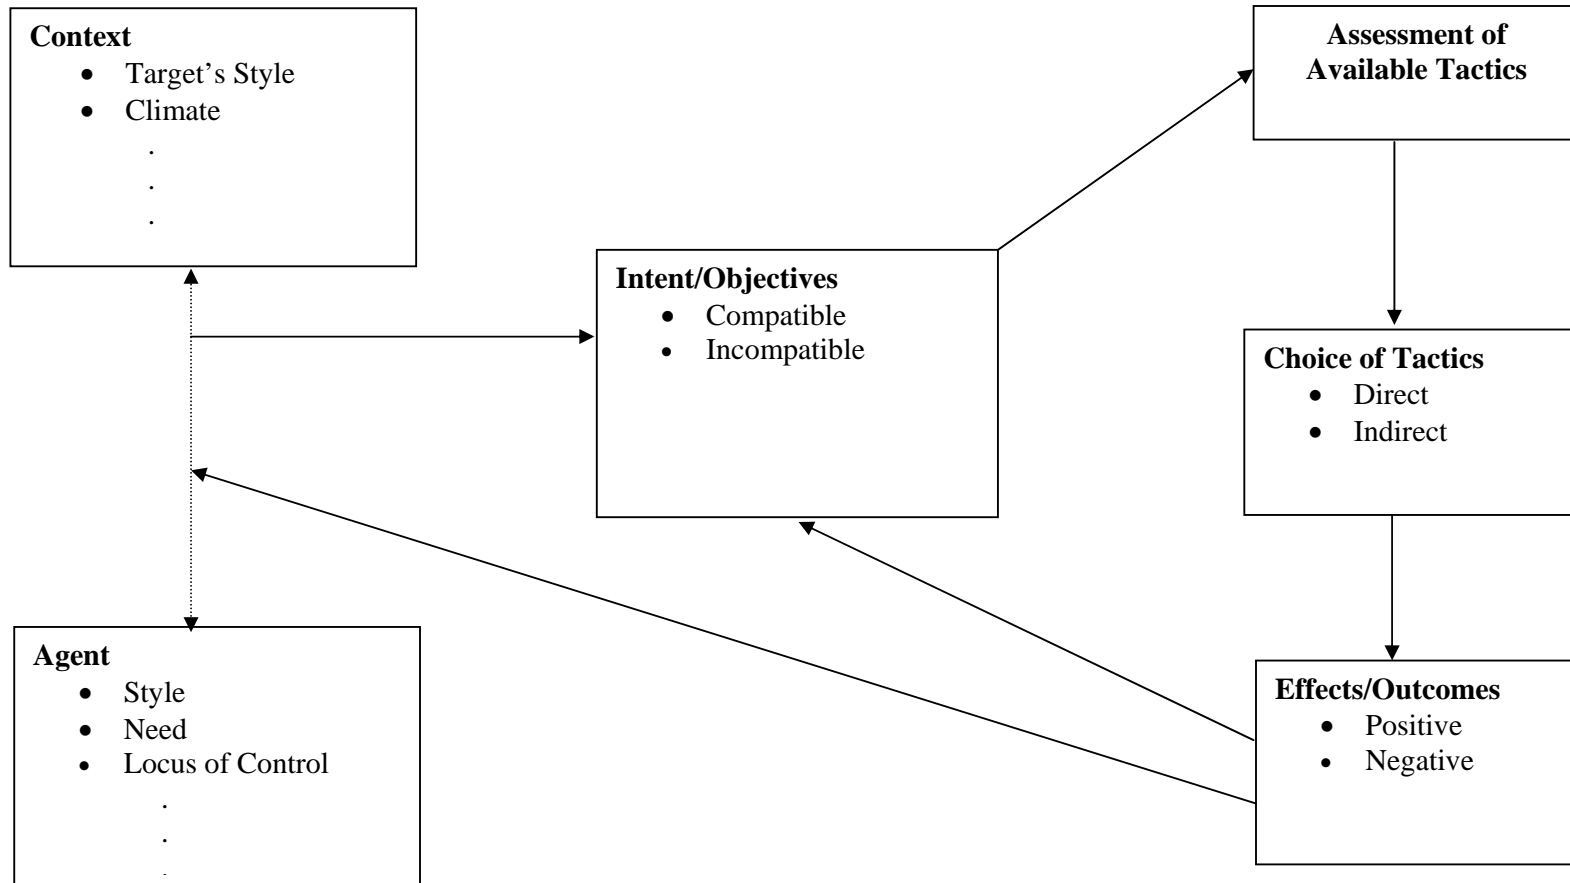 Context
• Target’s Style
• Climate
.
.
.
Assessment of
Available Tactics
Intent/Objectives
• Compatible
• Incompatible
Choice of Tactics
• Direct
• Indirect
Agent
• Style
• Need
• Locus of Control
.
.
.
Effects/Outcomes
• Positive
• Negative